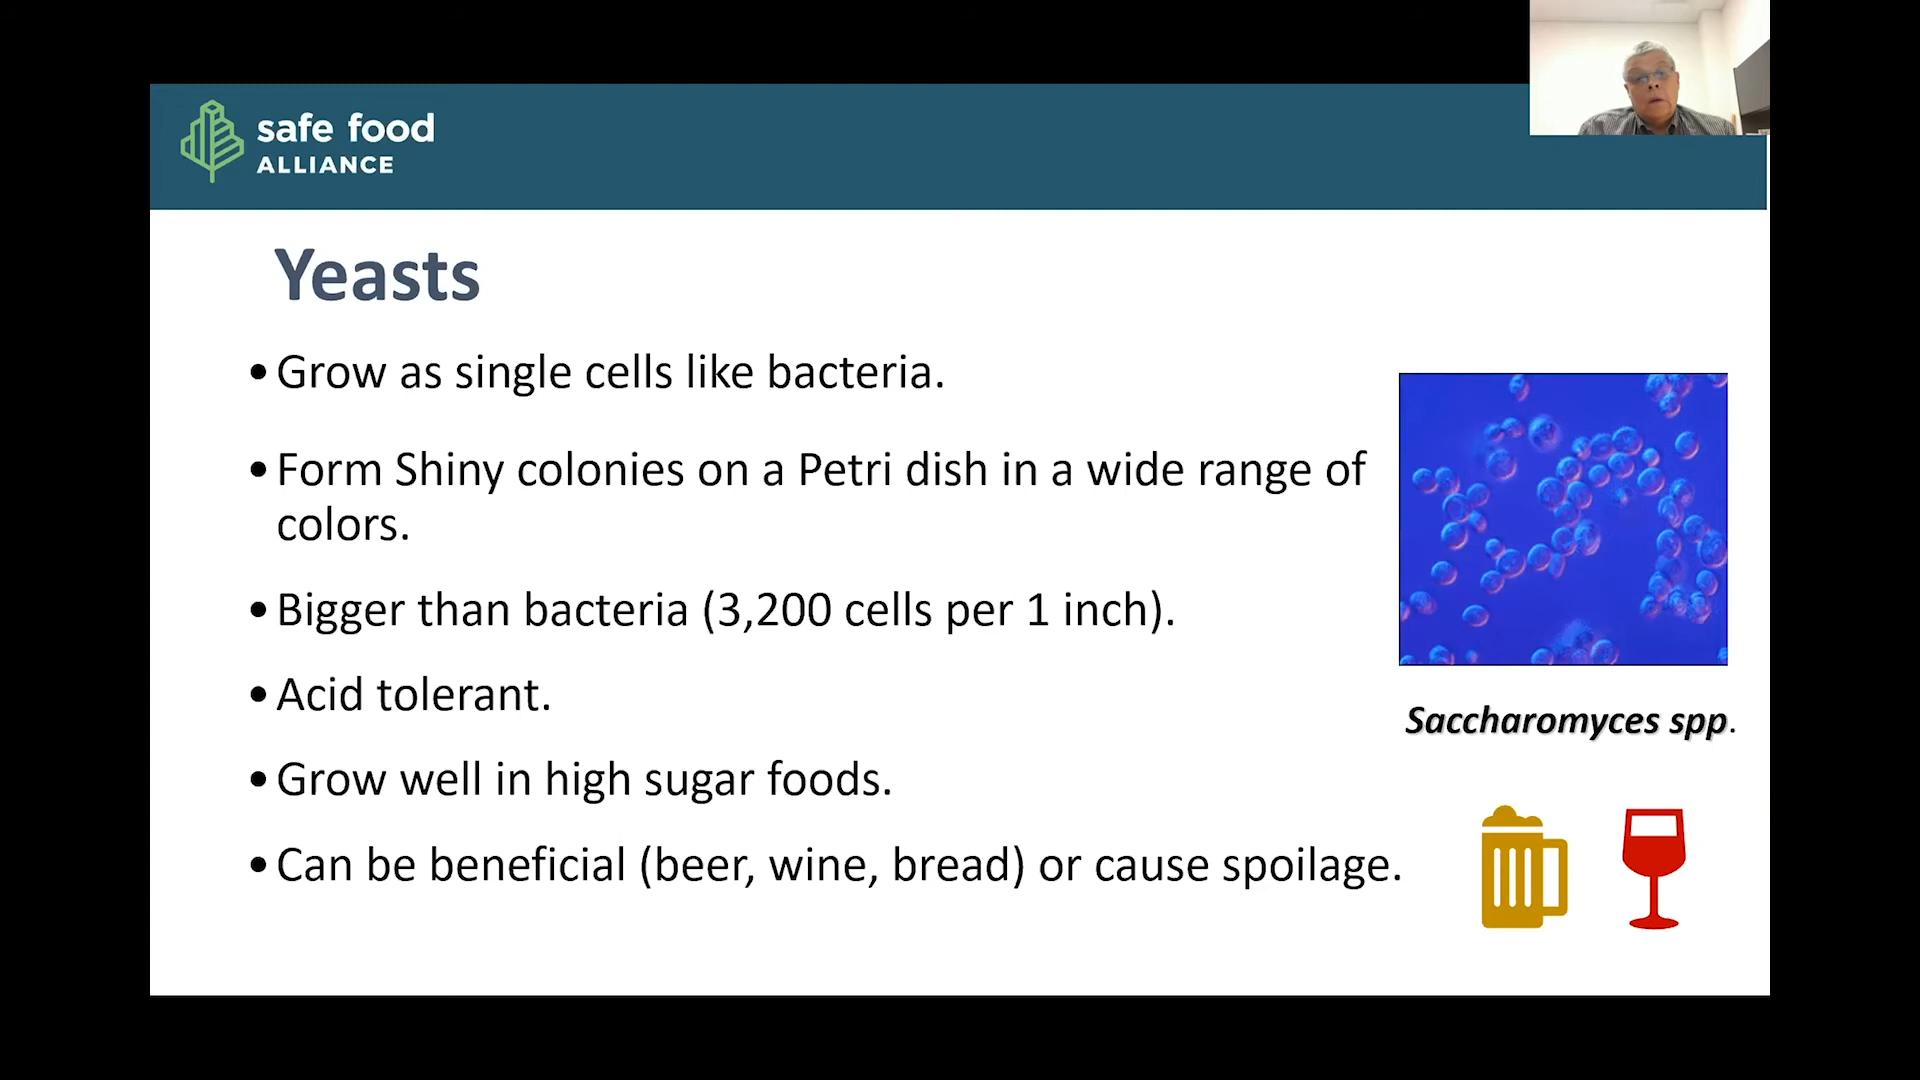 safe food
ALLIANCE
Yeasts
• Grow as single cells like bacteria.
• Form Shiny colonies on a Petri dish in a wide range of
colors.
• Bigger than bacteria (3,200 cells per 1 inch).
• Acid tolerant.
• Grow well in high sugar foods.
• Can be beneficial (beer, wine, bread) or cause spoilage.
Saccharomyces spp.